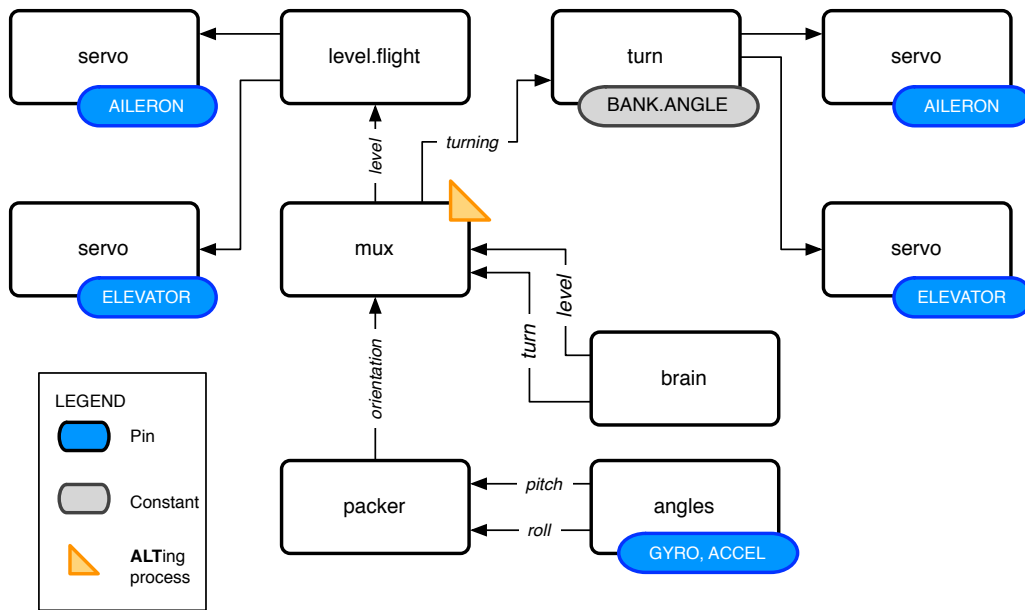 servo
level.flight
turn
servo
AILERON
BANK.ANGLE
AILERON
level
turning
servo
mux
servo
ELEVATOR
ELEVATOR
level
turn
orientation
brain
LEGEND
Pin
Constant
ALTing
process
packer
pitch
roll
angles
GYRO, ACCEL